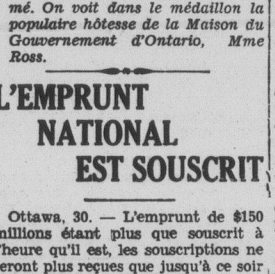 mé. On voit dans le médaillon la
populaire hôtesse de la Maison du
Gouvernement d'Ontario, Mme
Ross.
L'EMPRUNT
NATIONAL
EST SOUSCRIT
Ottawa, 30. — L'emprunt de $150
millions étant plus que souscrit à
l'heure qu'il est, les souscriptions ne
seront plus reçues que jusqu'à ce soir